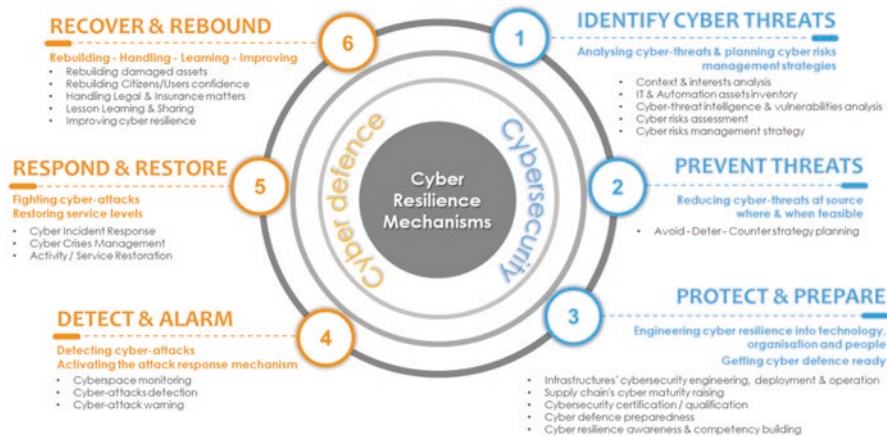 IDENTIFY CYBER THREATS
1
Analysing cyber-threats & planning cyber risks
management strategies
• Context & interests analysis
• IT & Automation assets inventory
• Cyber-threat intelligence & vulnerabilities analysis
• Cyber risks assessment
• Cyber risks management strategy
PREVENT THREATS
2
Reducing cyber-threats at source
where & when feasible
• Avoid - Deter - Counter strategy planning
PROTECT & PREPARE
3
Engineering cyber resilience into technology,
organisation and people
Getting cyber defence ready
• Infrastructures' cybersecurity engineering, deployment & operation
• Supply chain's cyber maturity raising
• Cybersecurity certification / qualification
• Cyber defence preparedness
• Cyber resilience awareness & competency building
DETECT & ALARM
4
Detecting cyber-attacks
Activating the attack response mechanism
• Cyberspace monitoring
• Cyber-attacks detection
• Cyber-attack warning
RESPOND & RESTORE
5
Fighting cyber-attacks
Restoring service levels
• Cyber Incident Response
• Cyber Crises Management
• Activity / Service Restoration
RECOVER & REBOUND
6
Rebuilding - Handling - Learning - Improving
• Rebuilding damaged assets
• Rebuilding Citizens/Users confidence
• Handling Legal & Insurance matters
• Lesson Learning & Sharing
• Improving cyber resilience
Cyber defence
Cyber
Resilience
Mechanisms
Cybersecurity